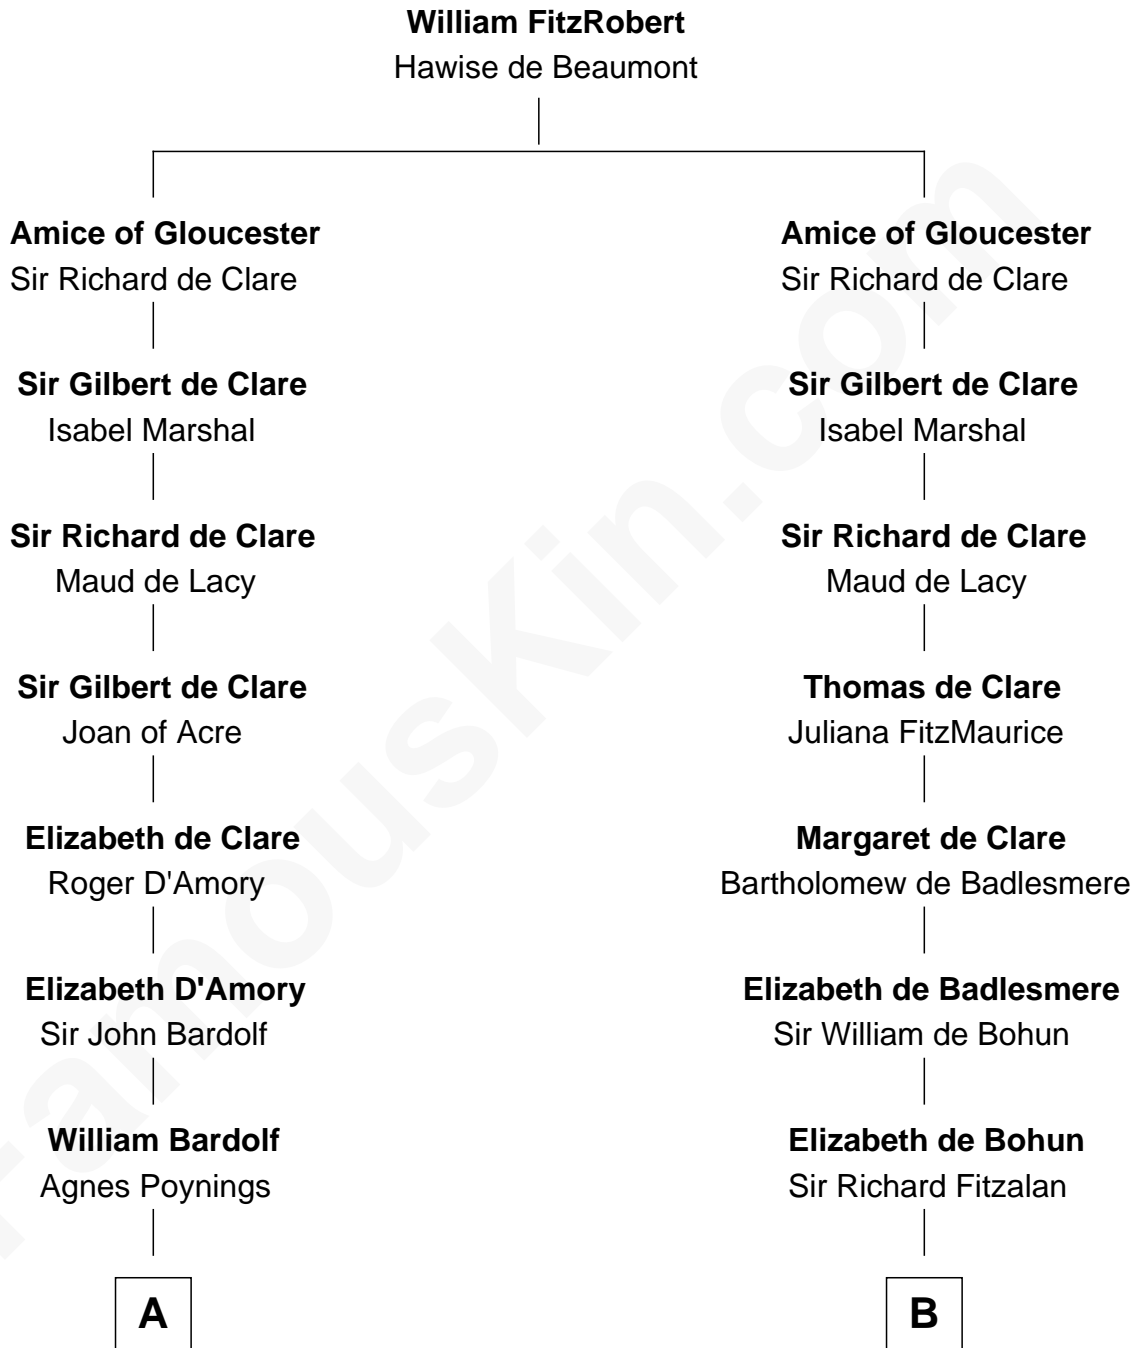 William FitzRobert
Hawise de Beaumont
Amice of Gloucester
Sir Richard de Clare
Sir Gilbert de Clare
Isabel Marshal
Sir Richard de Clare
Maud de Lacy
Sir Gilbert de Clare
Joan of Acre
Elizabeth de Clare
Roger D'Amory
Elizabeth D'Amory
Sir John Bardolf
William Bardolf
Agnes Poynings
A
Amice of Gloucester
Sir Richard de Clare
Sir Gilbert de Clare
Isabel Marshal
Sir Richard de Clare
Maud de Lacy
Thomas de Clare
Juliana FitzMaurice
Margaret de Clare
Bartholomew de Badlesmere
Elizabeth de Badlesmere
Sir William de Bohun
Elizabeth de Bohun
Sir Richard Fitzalan
B
FamousKin.com